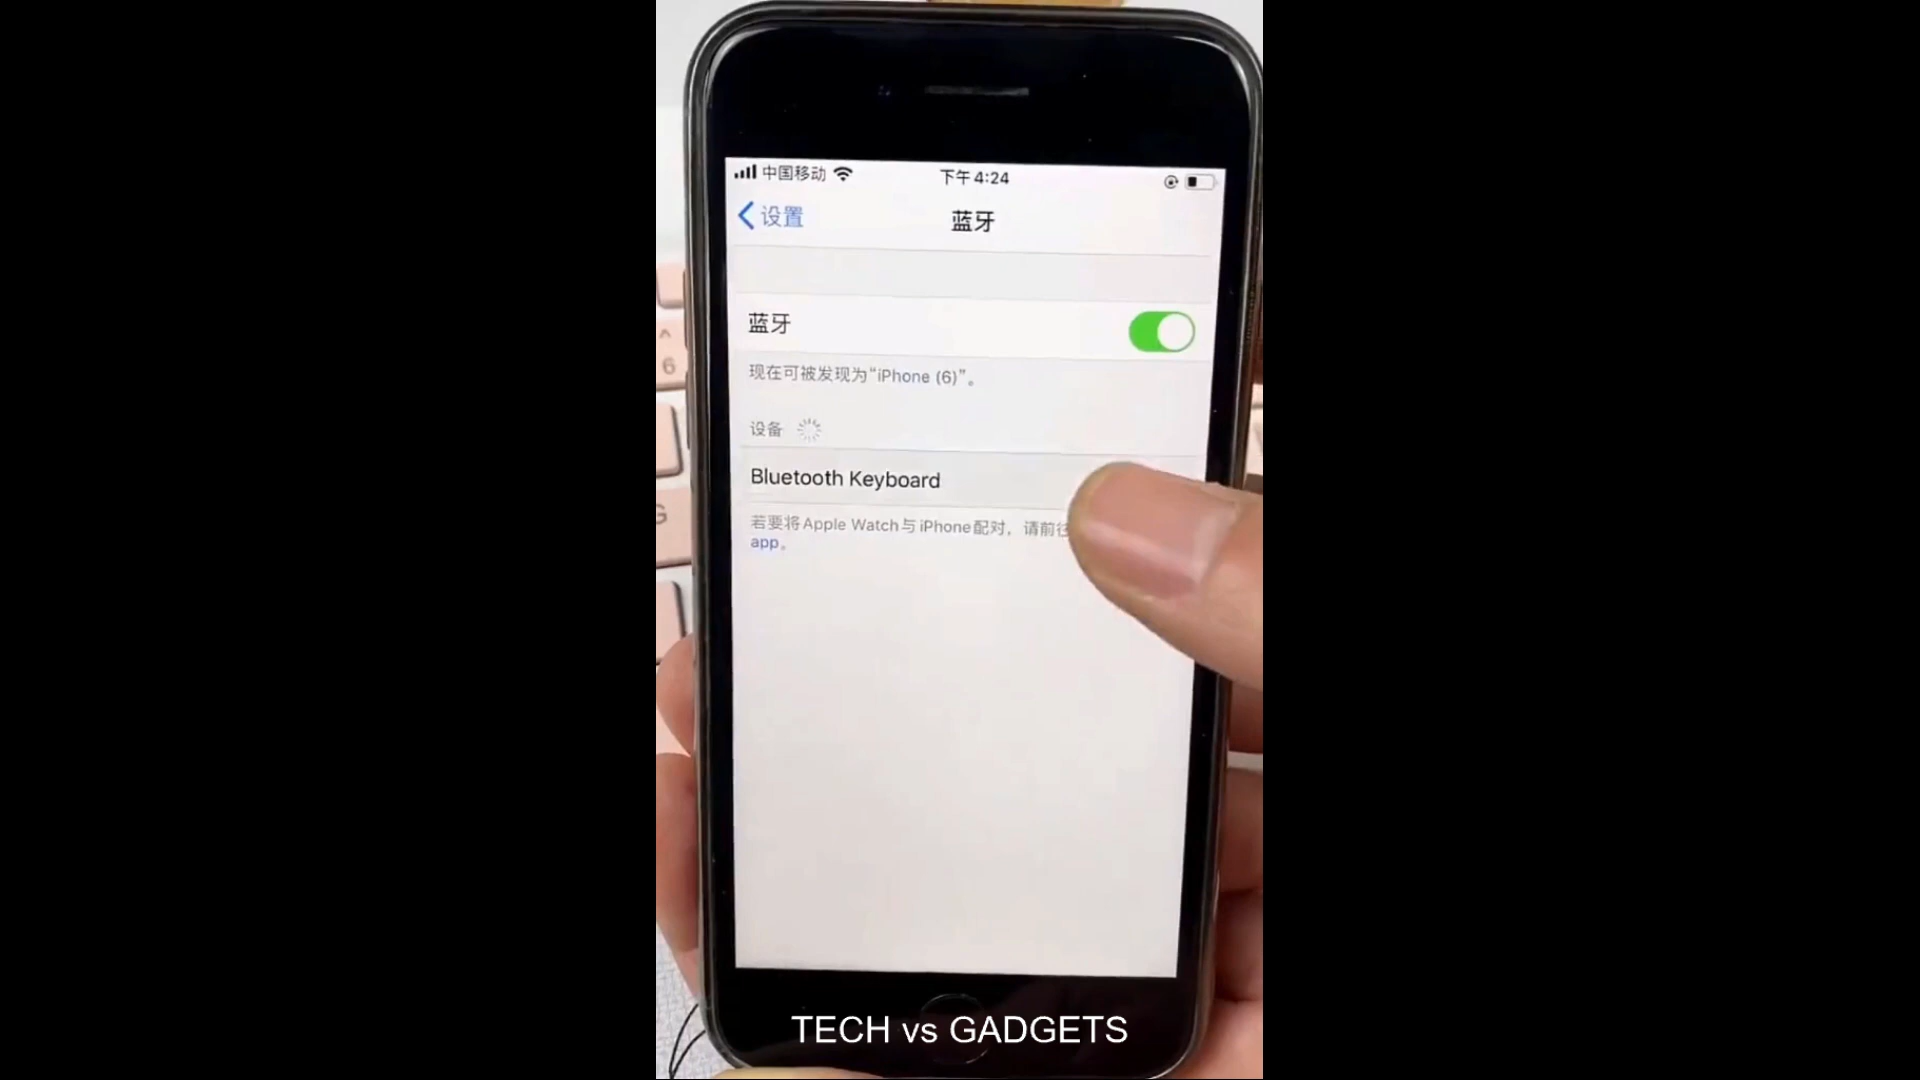 中国移动
下午4:24
设置
蓝牙
蓝牙
现在可被发现为“iPhone (6)”。
设备
Bluetooth Keyboard
若要将Apple Watch与iPhone配对，请前往
app。
^
6
G
TECH vs GADGETS